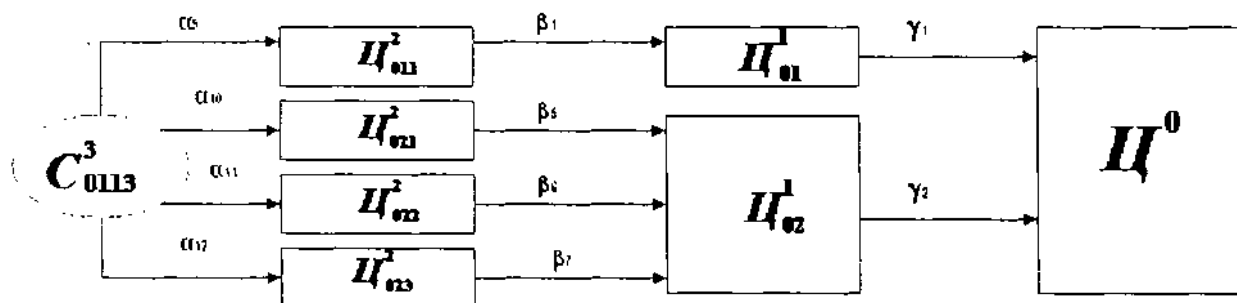 α₉ Ц²₀₁₁ β₁ Ц¹₀₁ γ₁ Ц⁰
α₁₀ Ц²₀₂₁ β₅
C³₀₁₁₃ α₁₁ Ц²₀₂₂ β₆ Ц¹₀₂ γ₂
α₁₂ Ц²₀₂₃ β₇